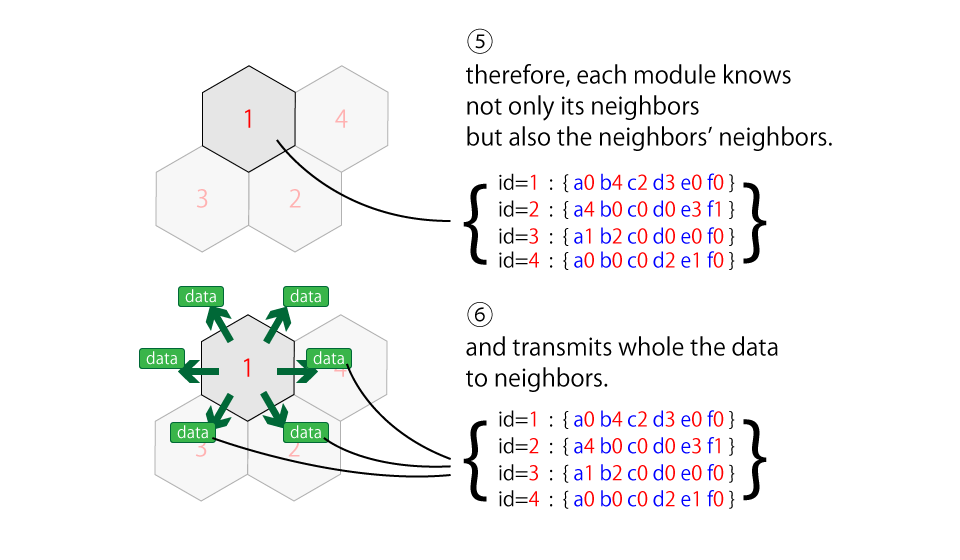 ⑤
therefore, each module knows
not only its neighbors
but also the neighbors’ neighbors.
1
4
3
2
id=1 : { a0 b4 c2 d3 e0 f0 }
id=2 : { a4 b0 c0 d0 e3 f1 }
id=3 : { a1 b2 c0 d0 e0 f0 }
id=4 : { a0 b0 c0 d2 e1 f0 }
⑥
and transmits whole the data
to neighbors.
data
data
data
1
data
4
data
3
data
2
id=1 : { a0 b4 c2 d3 e0 f0 }
id=2 : { a4 b0 c0 d0 e3 f1 }
id=3 : { a1 b2 c0 d0 e0 f0 }
id=4 : { a0 b0 c0 d2 e1 f0 }